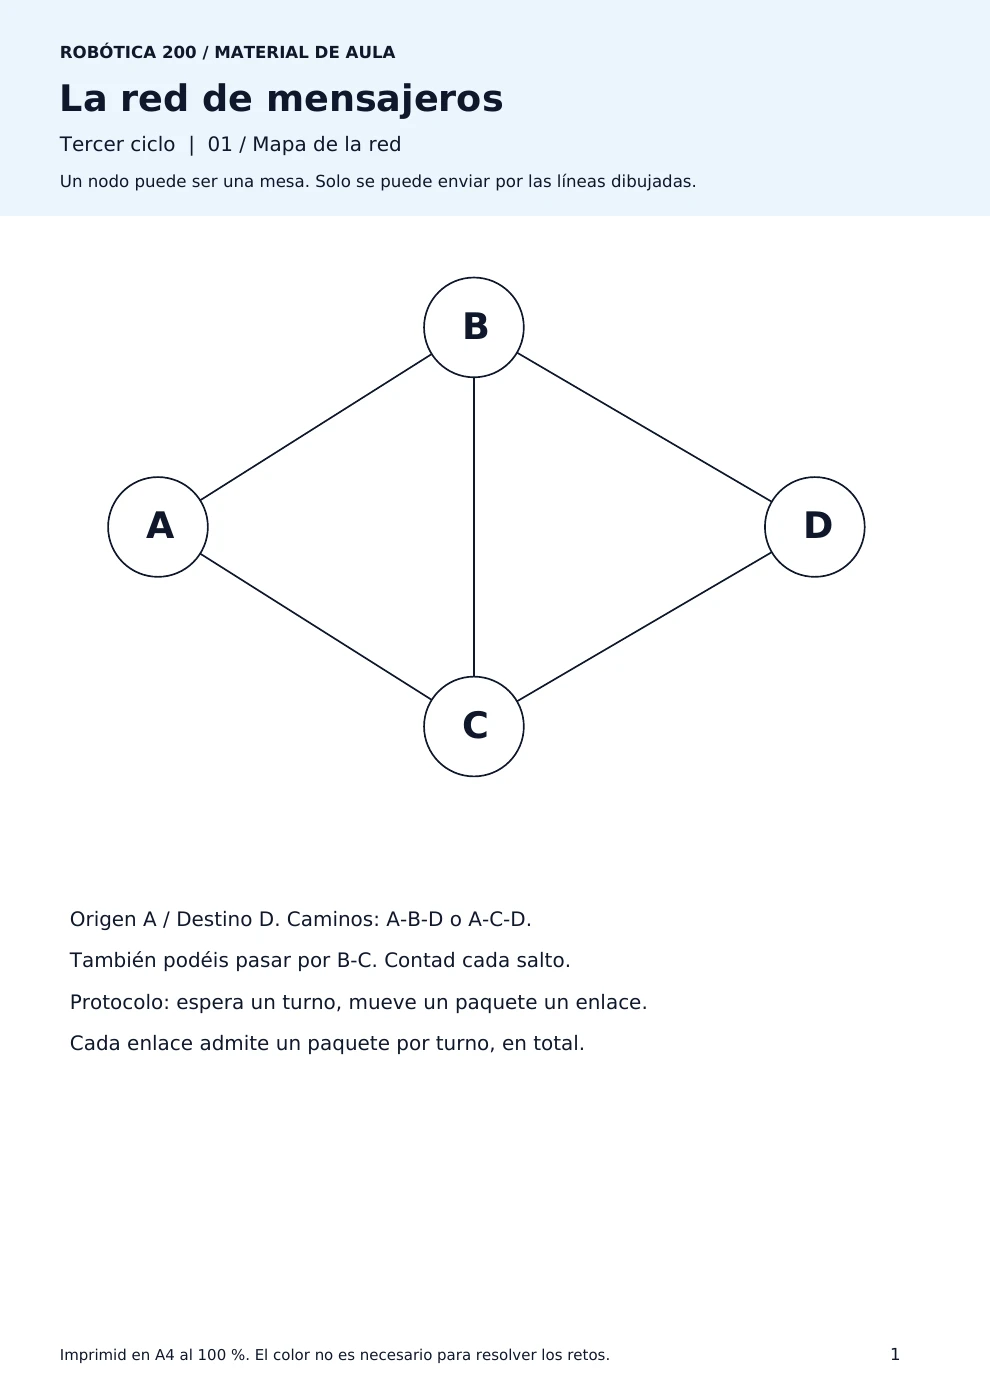 ROBÓTICA 200 / MATERIAL DE AULA
La red de mensajeros
Tercer ciclo | 01 / Mapa de la red
Un nodo puede ser una mesa. Solo se puede enviar por las líneas dibujadas.
B
A
D
C
Origen A / Destino D. Caminos: A-B-D o A-C-D.
También podéis pasar por B-C. Contad cada salto.
Protocolo: espera un turno, mueve un paquete un enlace.
Cada enlace admite un paquete por turno, en total.
Imprimid en A4 al 100 %. El color no es necesario para resolver los retos.
1